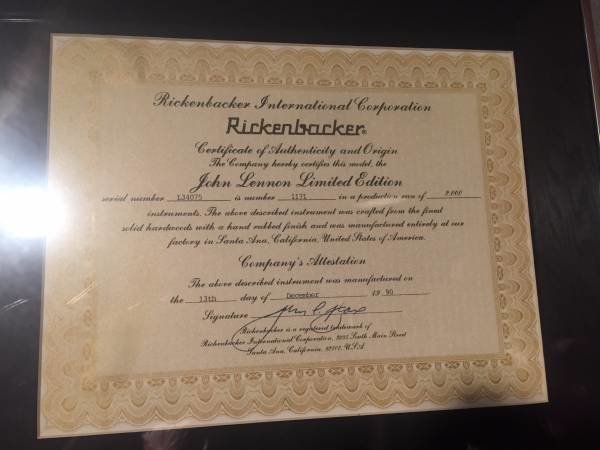 Rickenbacker International Corporation
Rickenbacker®
Certificate of Authenticity and Origin
The Company hereby certifies this model, the
John Lennon Limited Edition
serial number L34075 is number 1171 in a production run of 2,000
instruments. The above described instrument was crafted from the finest
solid hardwoods with a hand rubbed finish and was manufactured entirely at our
factory in Santa Ana, California, United States of America.
Company's Attestation
The above described instrument was manufactured on
the 13th day of December 19 90
Signature
Rickenbacker is a registered trademark of
Rickenbacker International Corporation, 3895 South Main Street
Santa Ana, California, 92707, USA